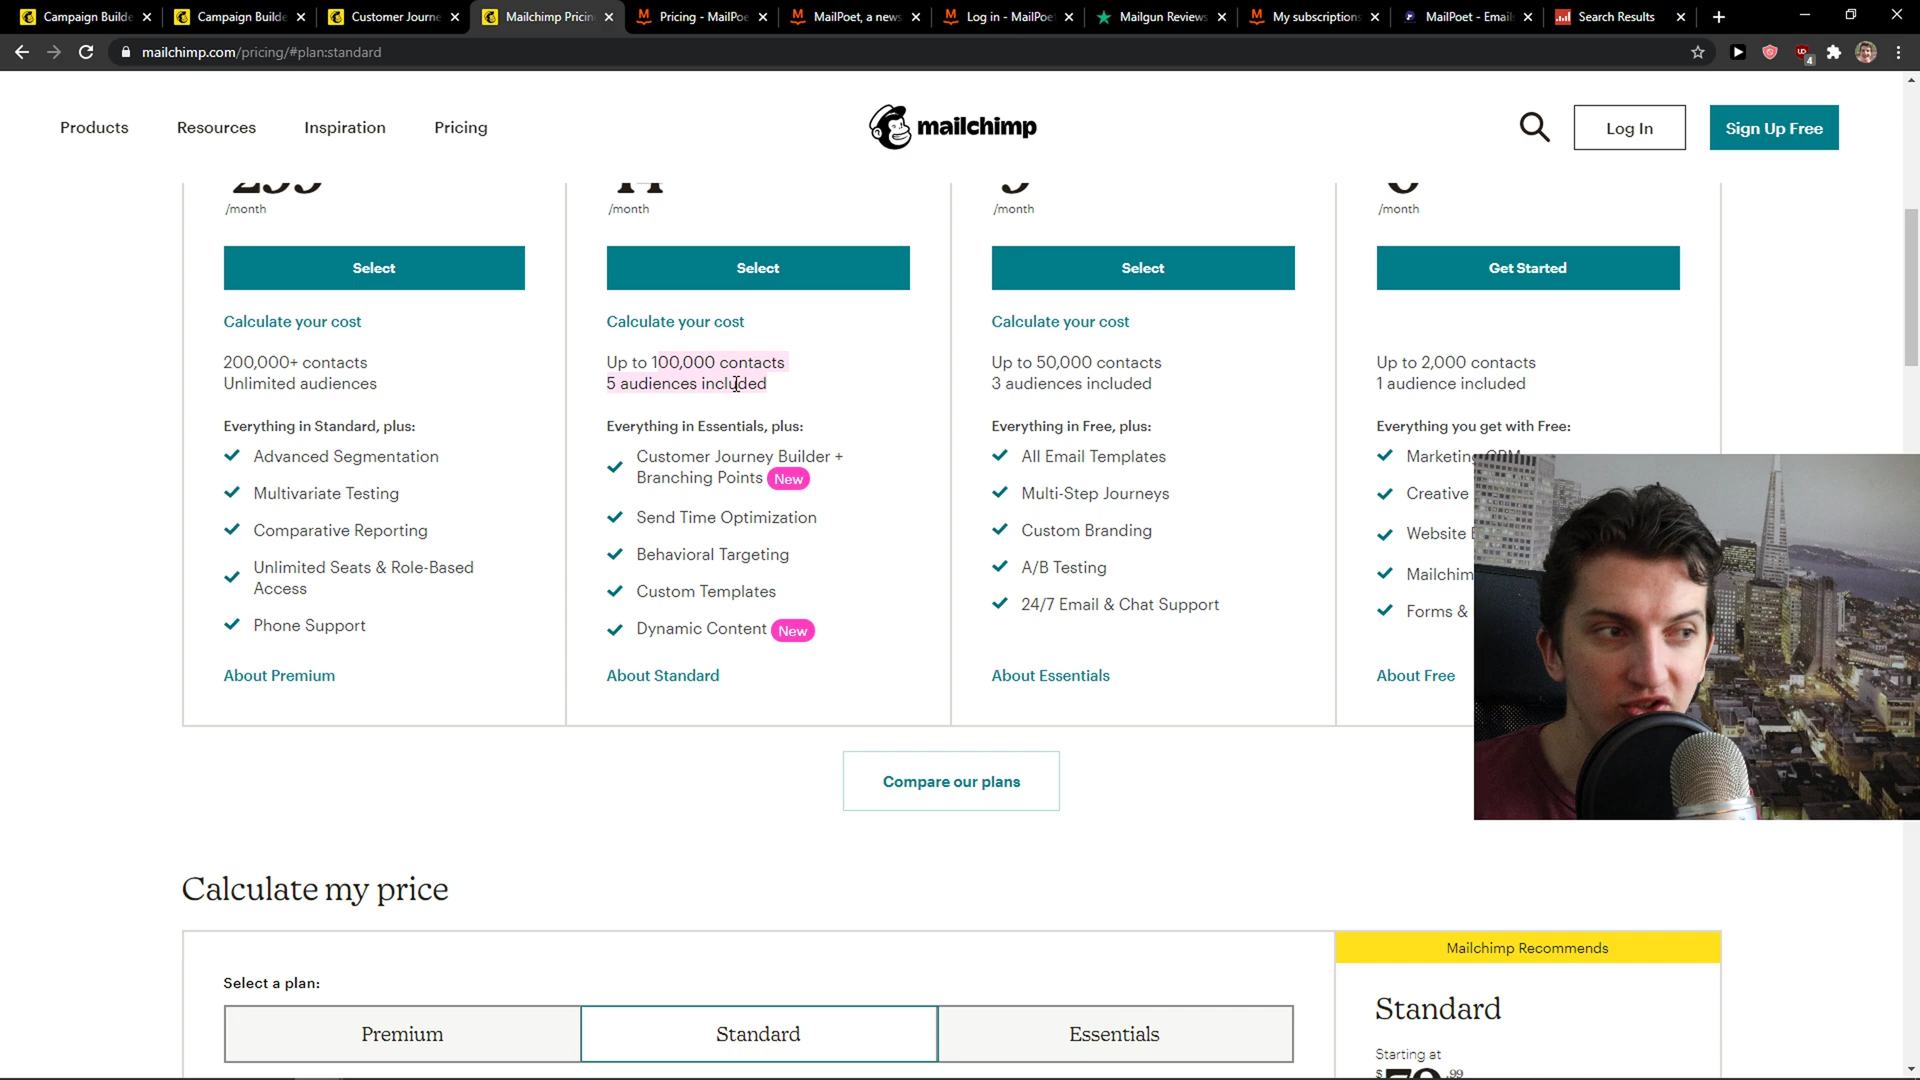 Campaign Builde
Campaign Builde
Customer Journe
Mailchimp Pricin
Pricing - MailPoe
MailPoet, a news
Log in - MailPoe
Mailgun Reviews
My subscriptions
MailPoet - Email
Search Results
mailchimp.com/pricing/#plan:standard
4
Products
Resources
Inspiration
Pricing
mailchimp
Log In
Sign Up Free
/month
Select
Calculate your cost
200,000+ contacts
Unlimited audiences
Everything in Standard, plus:
Advanced Segmentation
Multivariate Testing
Comparative Reporting
Unlimited Seats & Role-Based
Access
Phone Support
About Premium
/month
Select
Calculate your cost
Up to 100,000 contacts
5 audiences included
Everything in Essentials, plus:
Customer Journey Builder +
Branching Points New
Send Time Optimization
Behavioral Targeting
Custom Templates
Dynamic Content New
About Standard
/month
Select
Calculate your cost
Up to 50,000 contacts
3 audiences included
Everything in Free, plus:
All Email Templates
Multi-Step Journeys
Custom Branding
A/B Testing
24/7 Email & Chat Support
About Essentials
/month
Get Started
Up to 2,000 contacts
1 audience included
Everything you get with Free:
Marketing CRM
Creative
Website
Mailchim
Forms &
About Free
Compare our plans
Calculate my price
Select a plan:
Premium
Standard
Essentials
Mailchimp Recommends
Standard
Starting at
$ .99